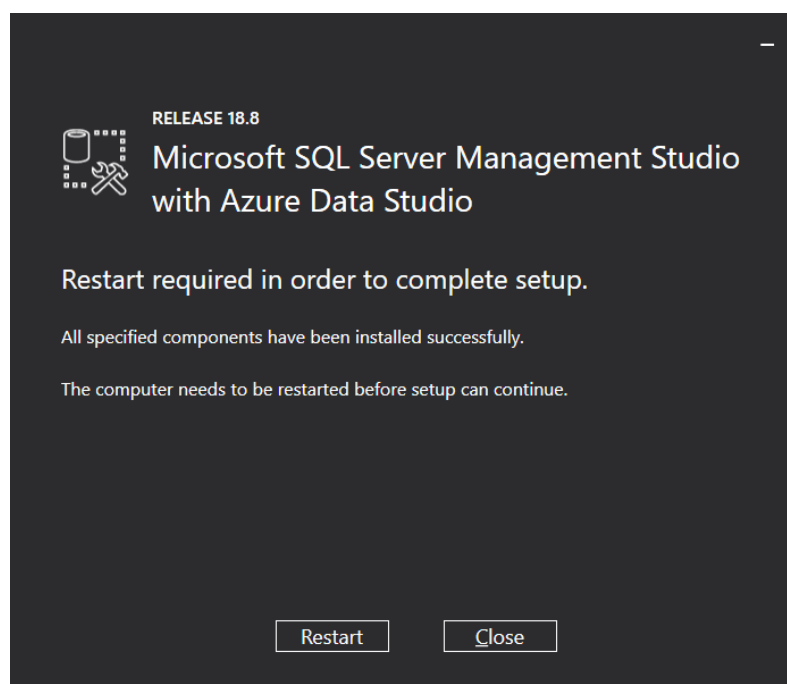 RELEASE 18.8
Microsoft SQL Server Management Studio
with Azure Data Studio
Restart required in order to complete setup.
All specified components have been installed successfully.
The computer needs to be restarted before setup can continue.
Restart
Close